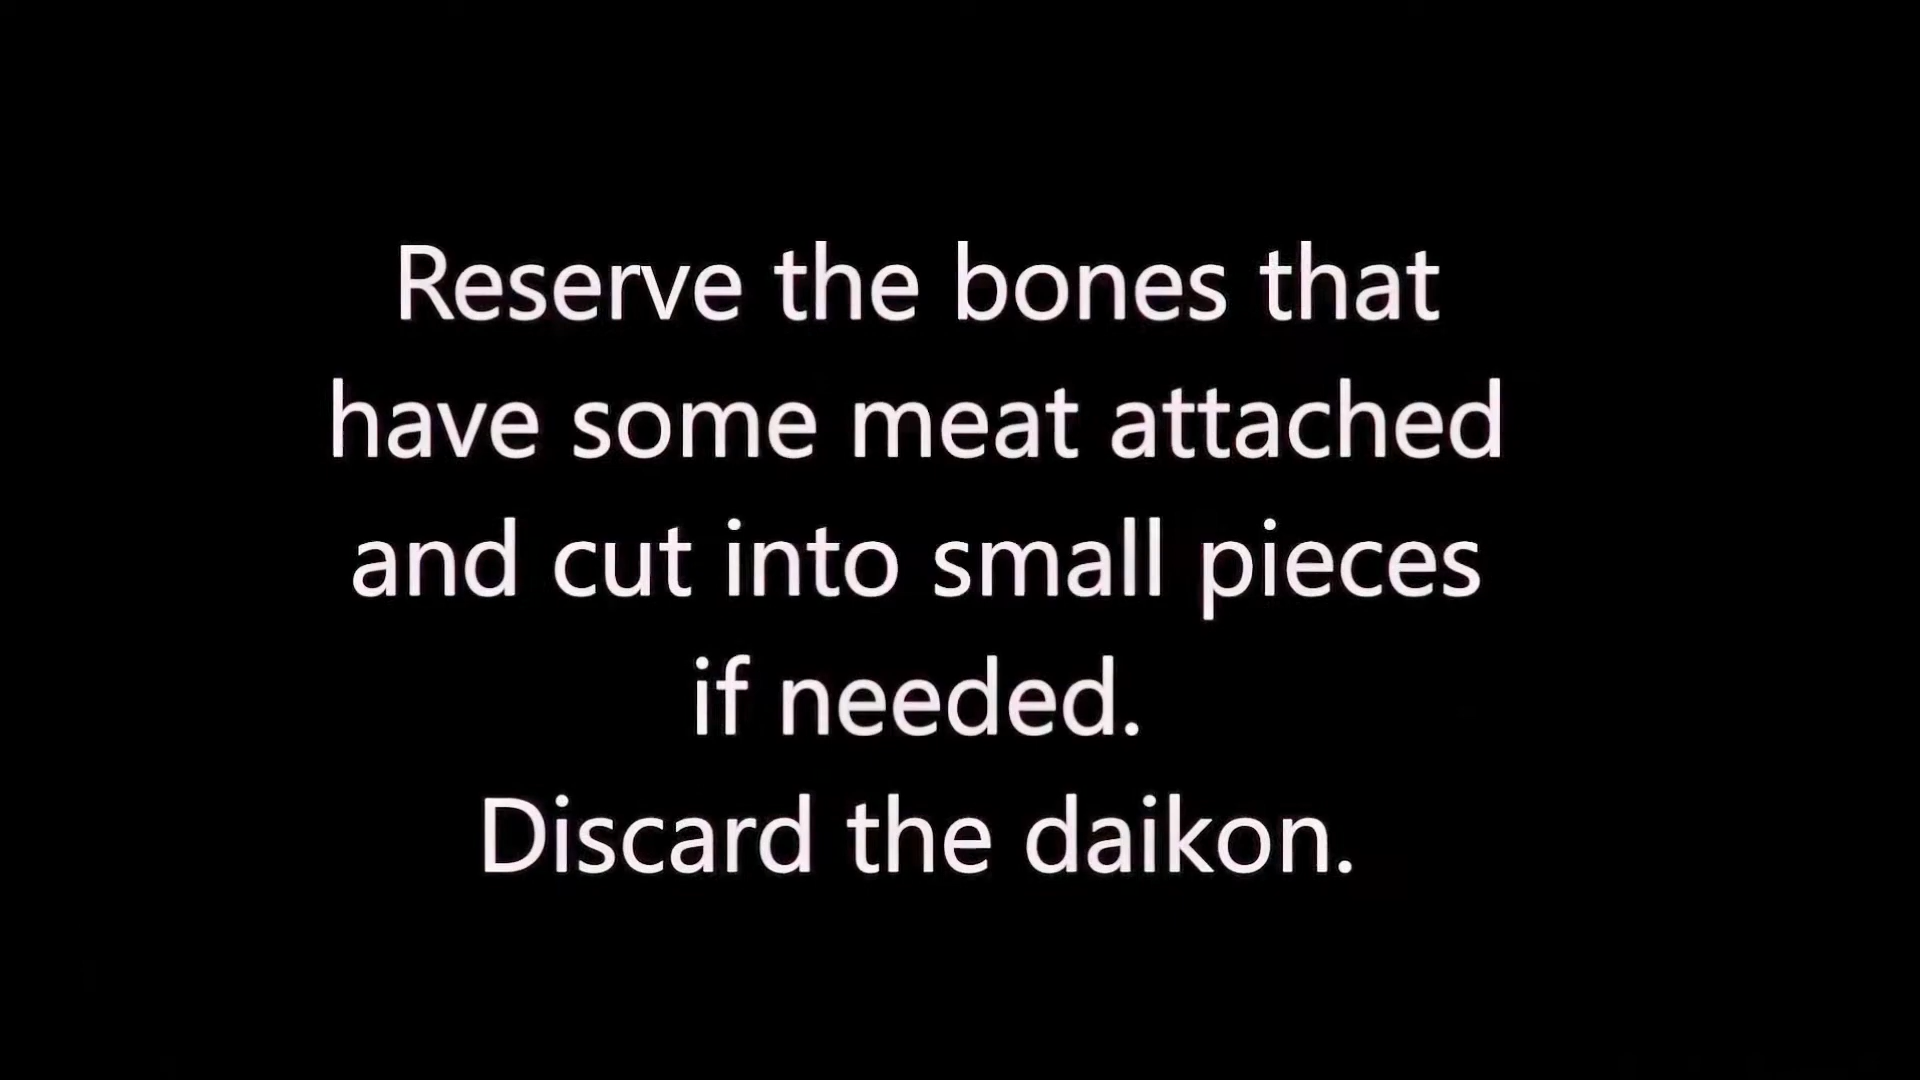 Reserve the bones that
have some meat attached
and cut into small pieces
if needed.
Discard the daikon.